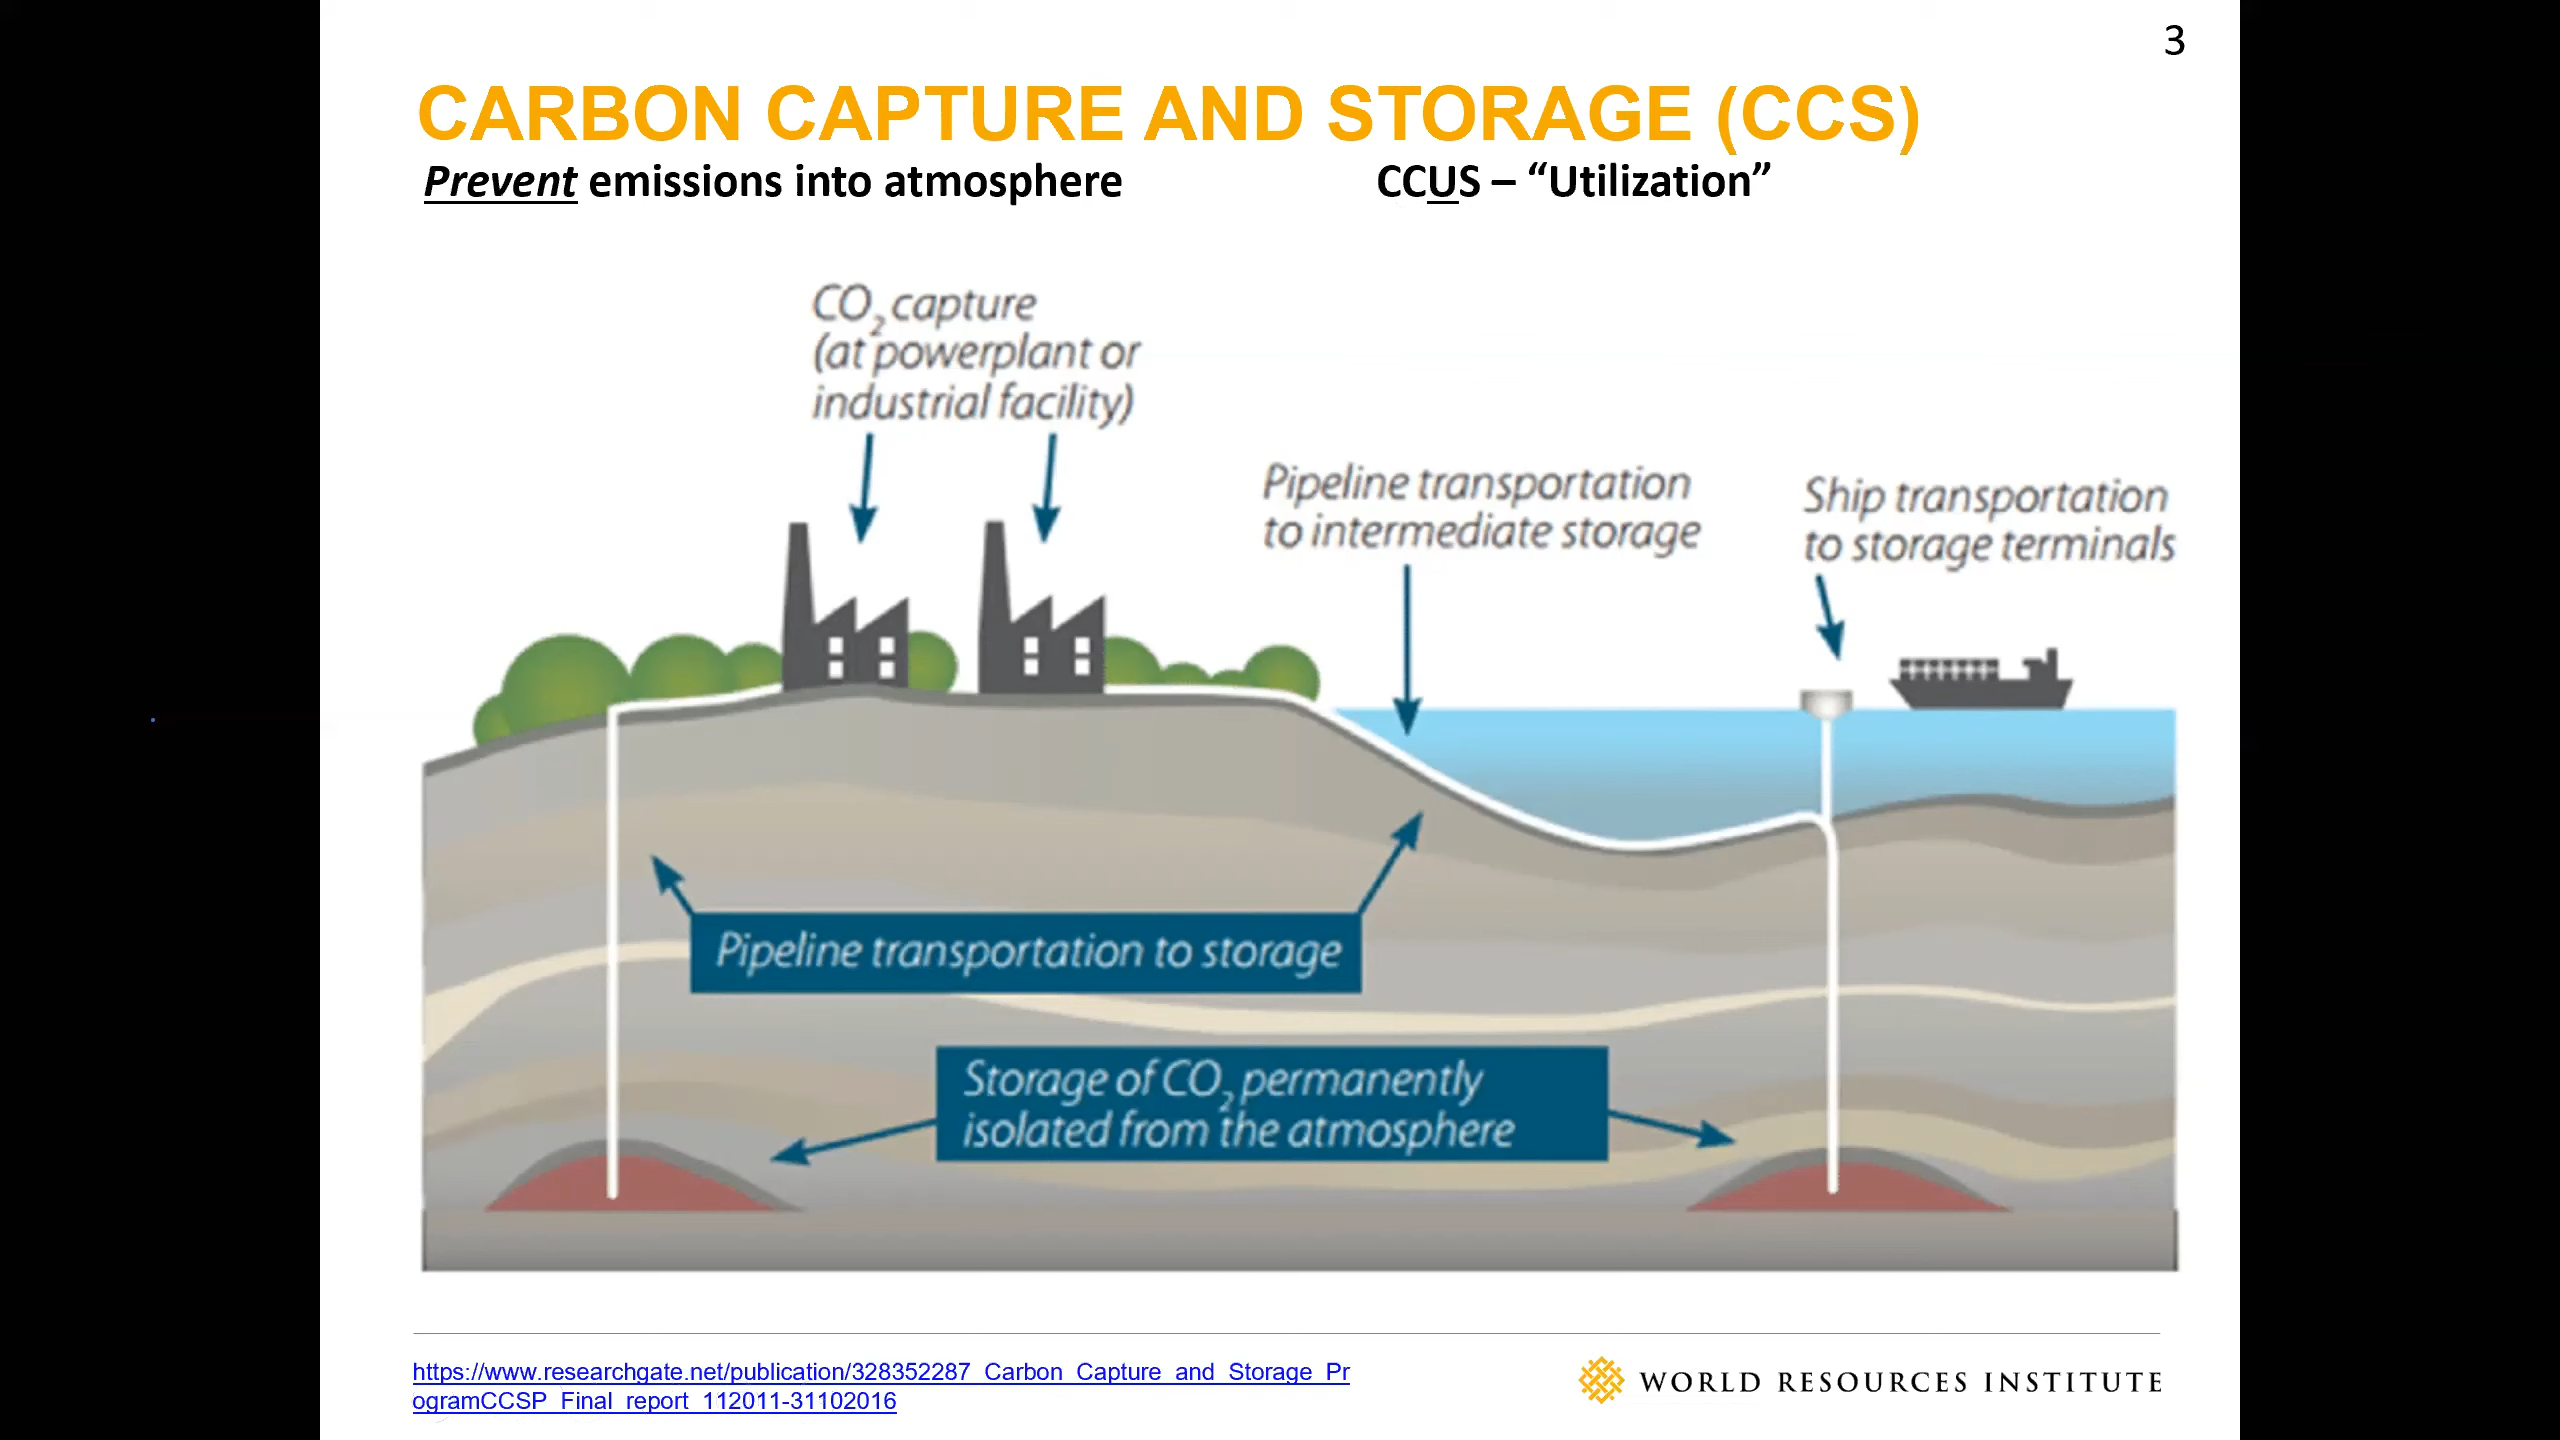 3
CARBON CAPTURE AND STORAGE (CCS)
Prevent emissions into atmosphere
CCUS – “Utilization”
CO2 capture
(at powerplant or
industrial facility)
Pipeline transportation
to intermediate storage
Ship transportation
to storage terminals
Pipeline transportation to storage
Storage of CO2 permanently
isolated from the atmosphere
https://www.researchgate.net/publication/328352287_Carbon_Capture_and_Storage_Pr
ogramCCSP_Final_report_112011-31102016
WORLD RESOURCES INSTITUTE